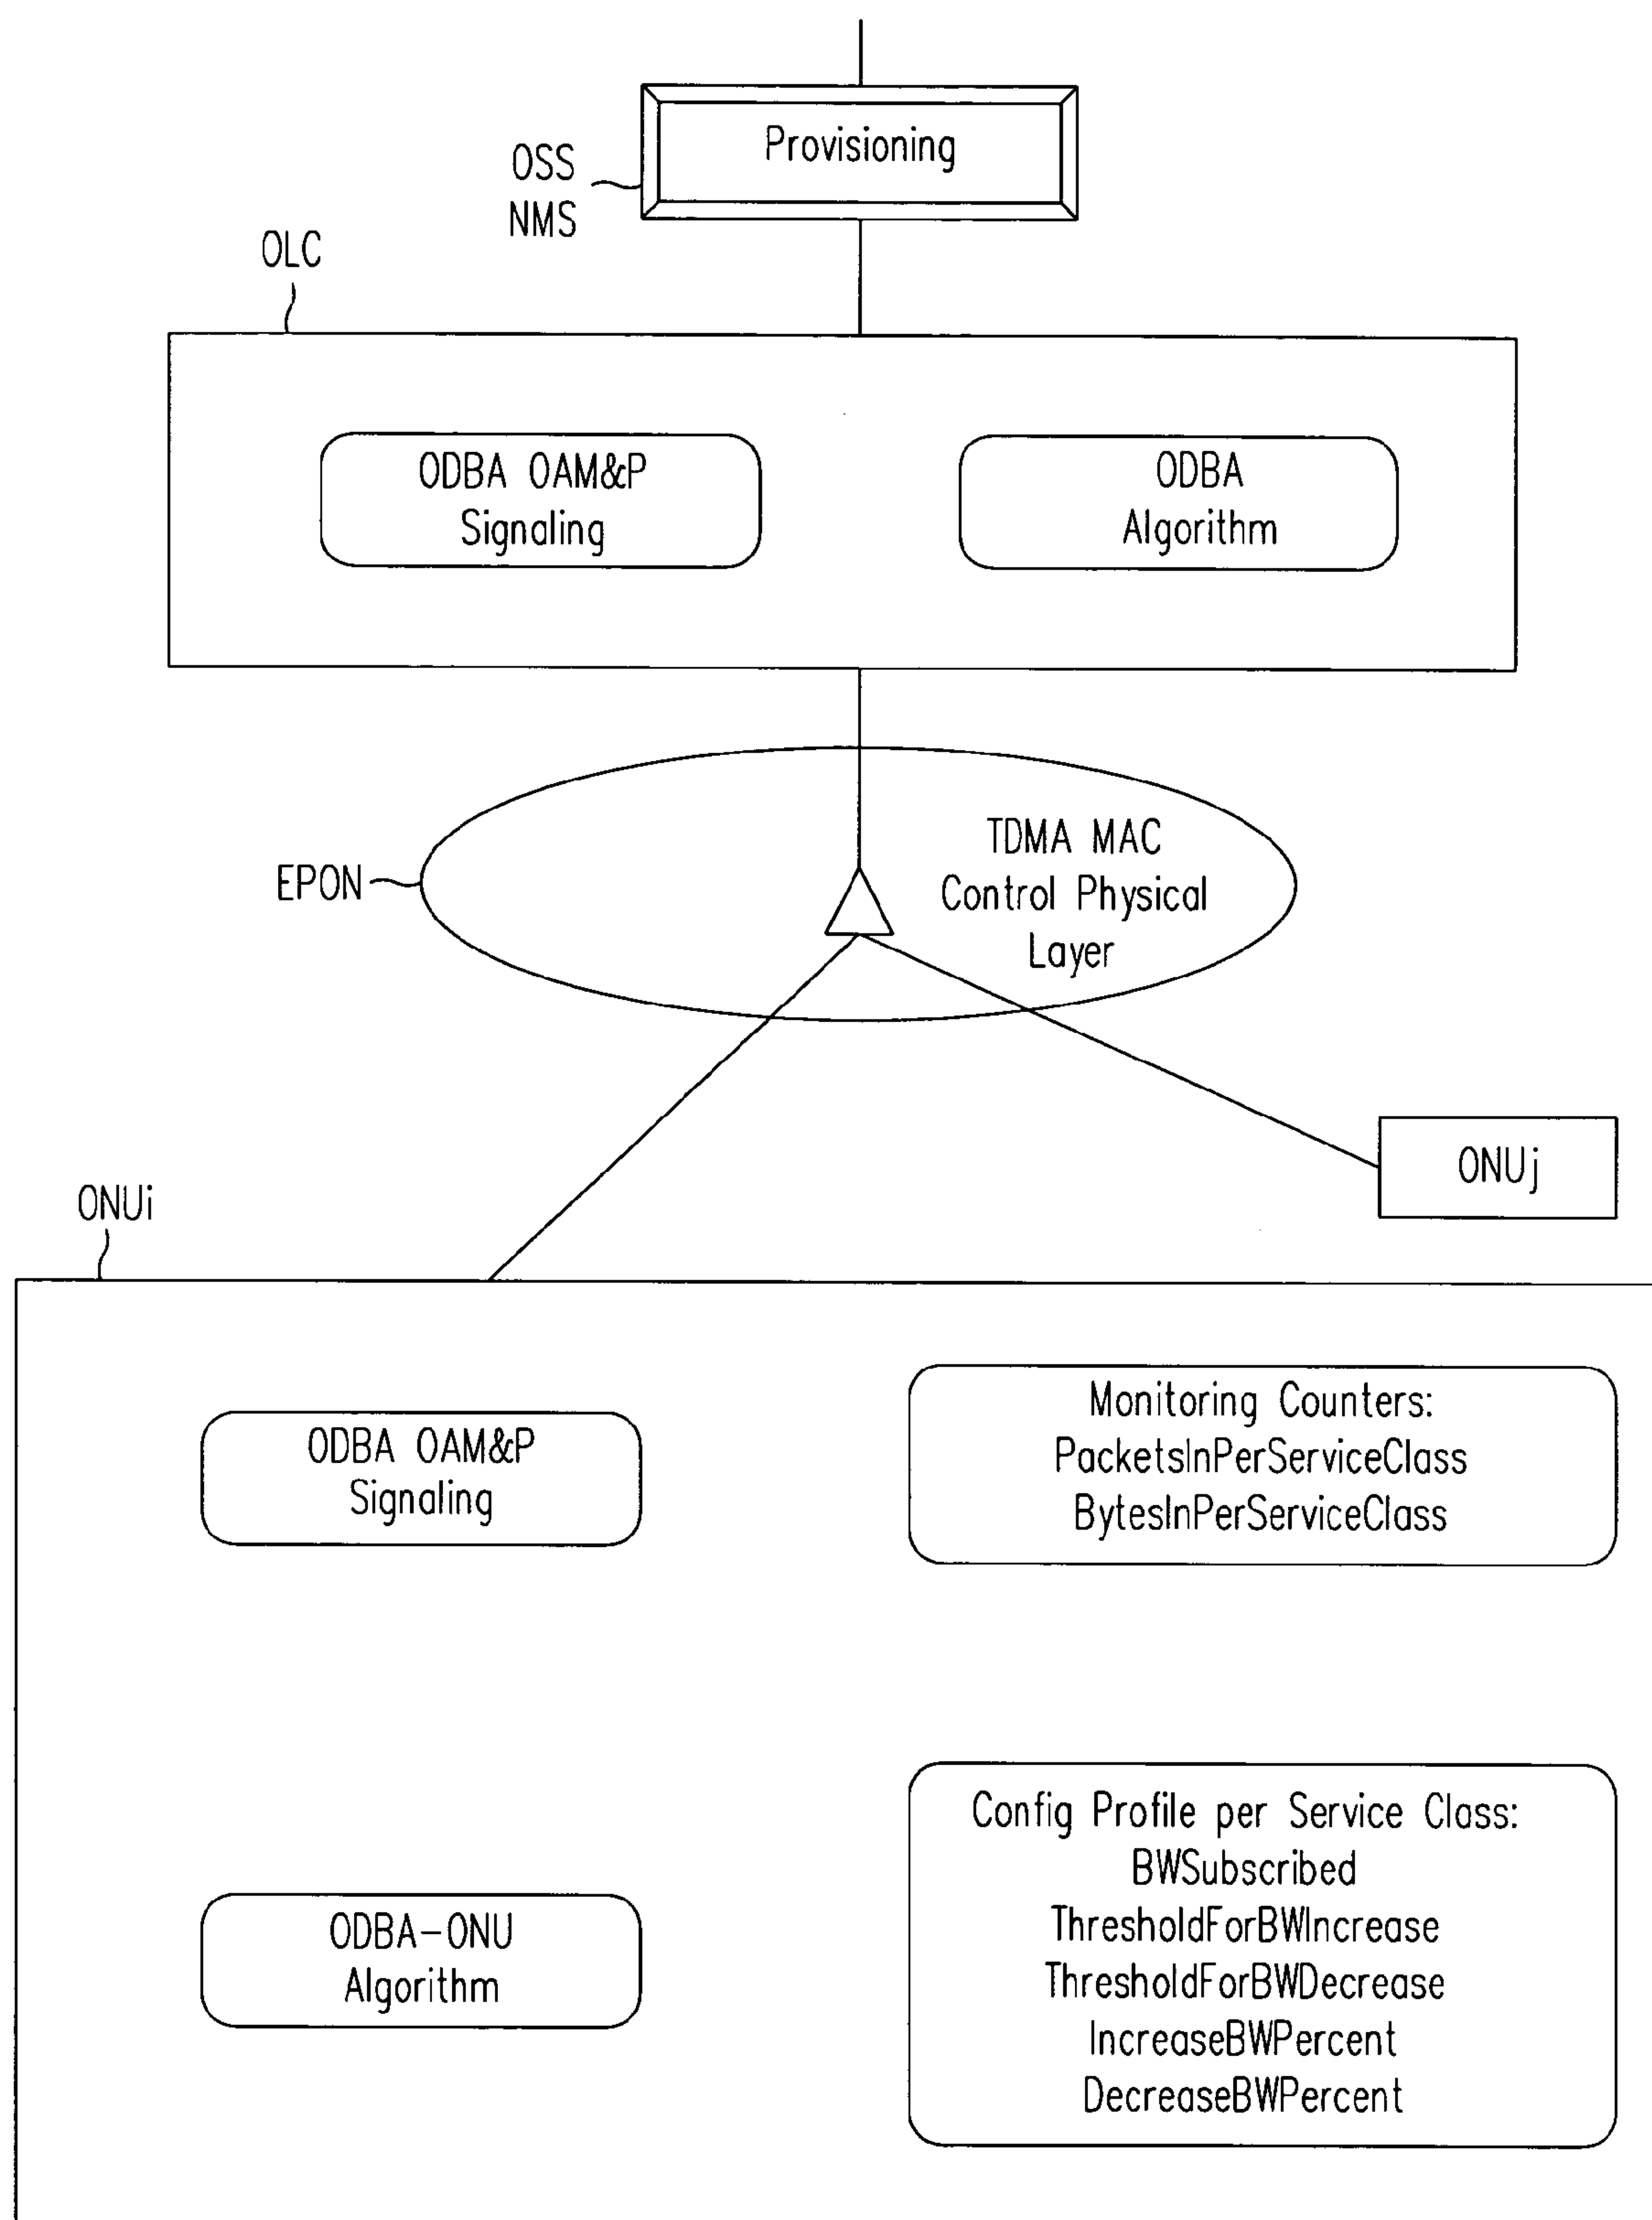 Provisioning
OSS
NMS
OLC
ODBA OAM&P
Signaling
ODBA
Algorithm
EPON
TDMA MAC
Control Physical
Layer
ONUj
ONUi
ODBA OAM&P
Signaling
Monitoring Counters:
PacketsInPerServiceClass
BytesInPerServiceClass
ODBA-ONU
Algorithm
Config Profile per Service Class:
BWSubscribed
ThresholdForBWIncrease
ThresholdForBWDecrease
IncreaseBWPercent
DecreaseBWPercent